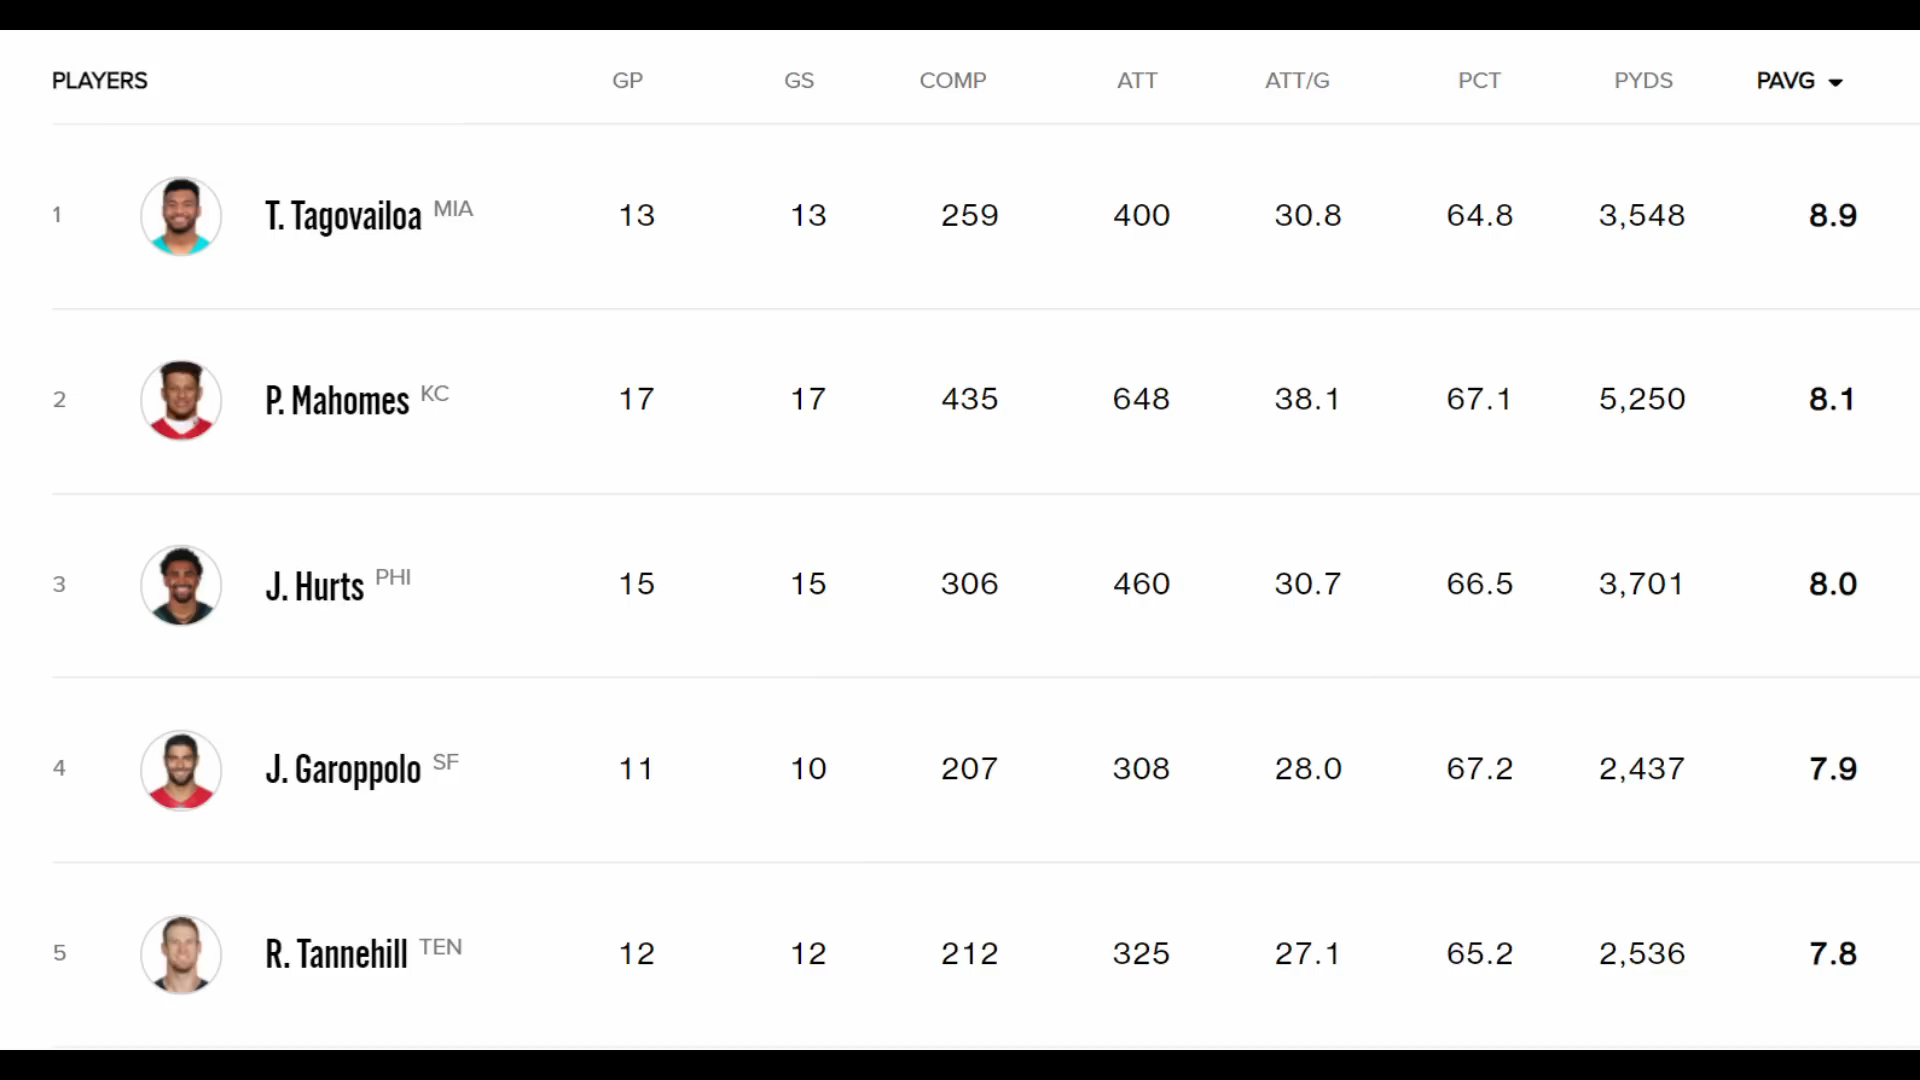 PLAYERS GP GS COMP ATT ATT/G PCT PYDS PAVG
1 T. Tagovailoa MIA 13 13 259 400 30.8 64.8 3,548 8.9
2 P. Mahomes KC 17 17 435 648 38.1 67.1 5,250 8.1
3 J. Hurts PHI 15 15 306 460 30.7 66.5 3,701 8.0
4 J. Garoppolo SF 11 10 207 308 28.0 67.2 2,437 7.9
5 R. Tannehill TEN 12 12 212 325 27.1 65.2 2,536 7.8